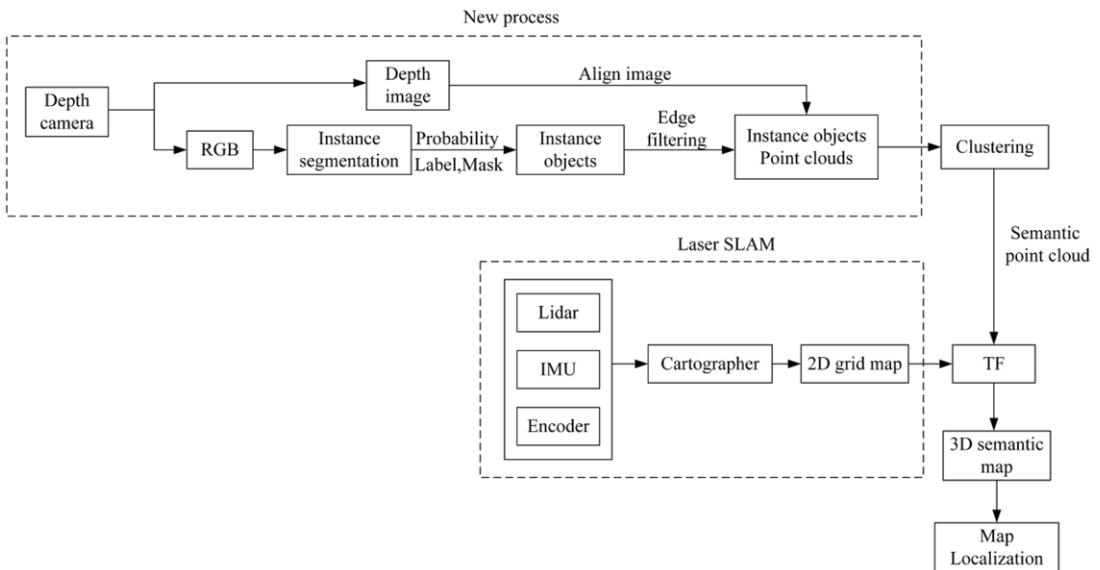 New process
Depth
camera
Depth
image
Align image
RGB
Instance
segmentation
Probability
Label,Mask
Instance
objects
Edge
filtering
Instance objects
Point clouds
Clustering
Semantic
point cloud
Laser SLAM
Lidar
IMU
Encoder
Cartographer
2D grid map
TF
3D semantic
map
Map
Localization